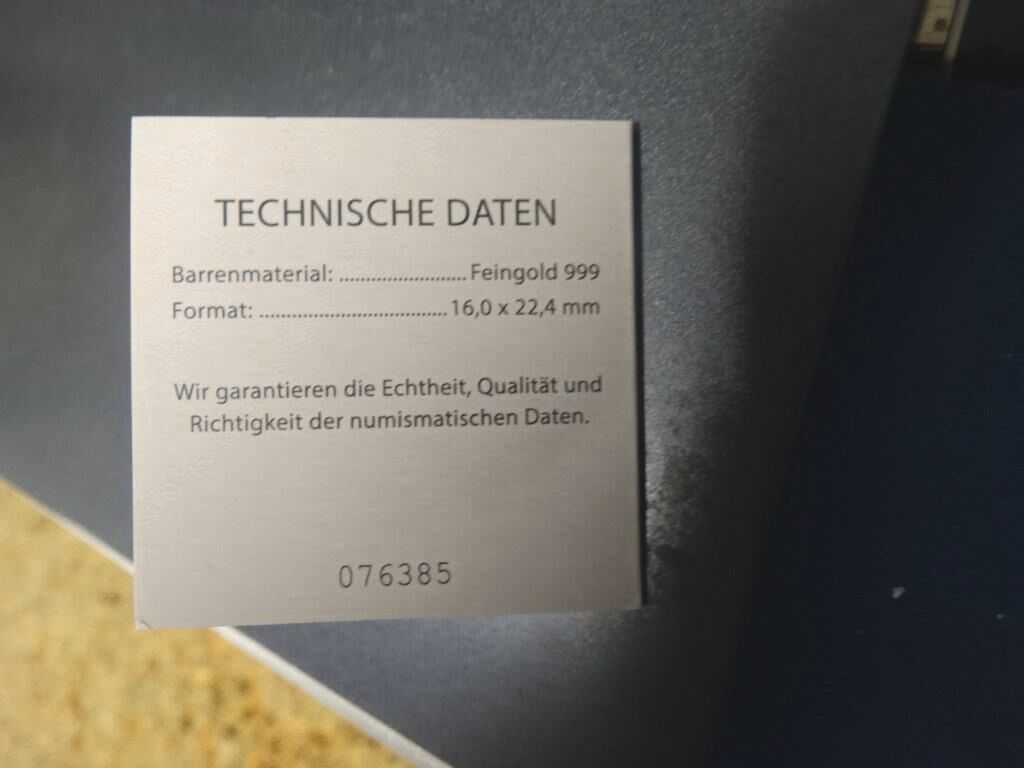 TECHNISCHE DATEN
Barrenmaterial: ........................ Feingold 999
Format: ................................... 16,0 x 22,4 mm
Wir garantieren die Echtheit, Qualität und
Richtigkeit der numismatischen Daten.
076385